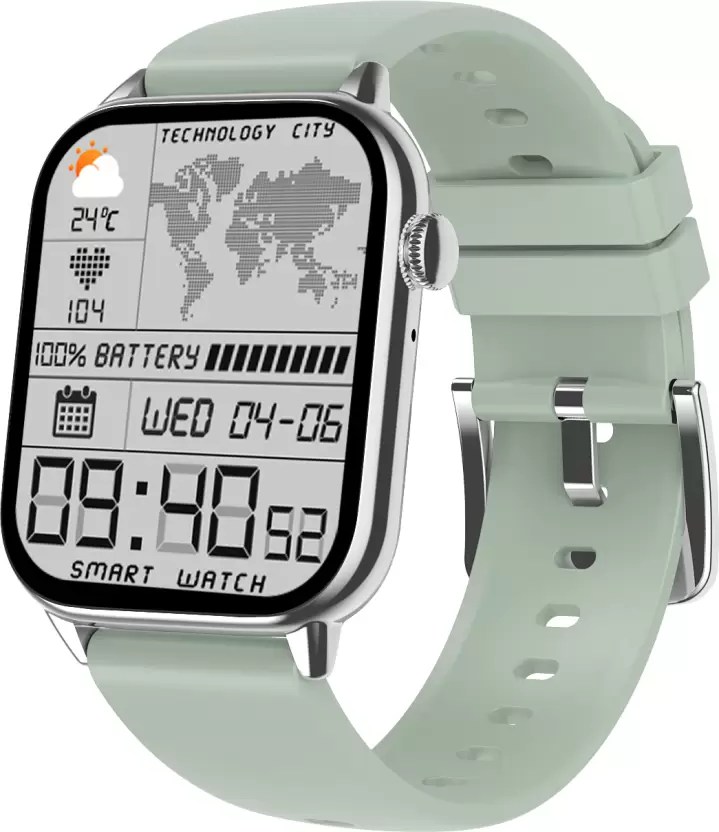 TECHNOLOGY CITY
24°C
104
100% BATTERY
WED 04-06
09:40 52
SMART WATCH